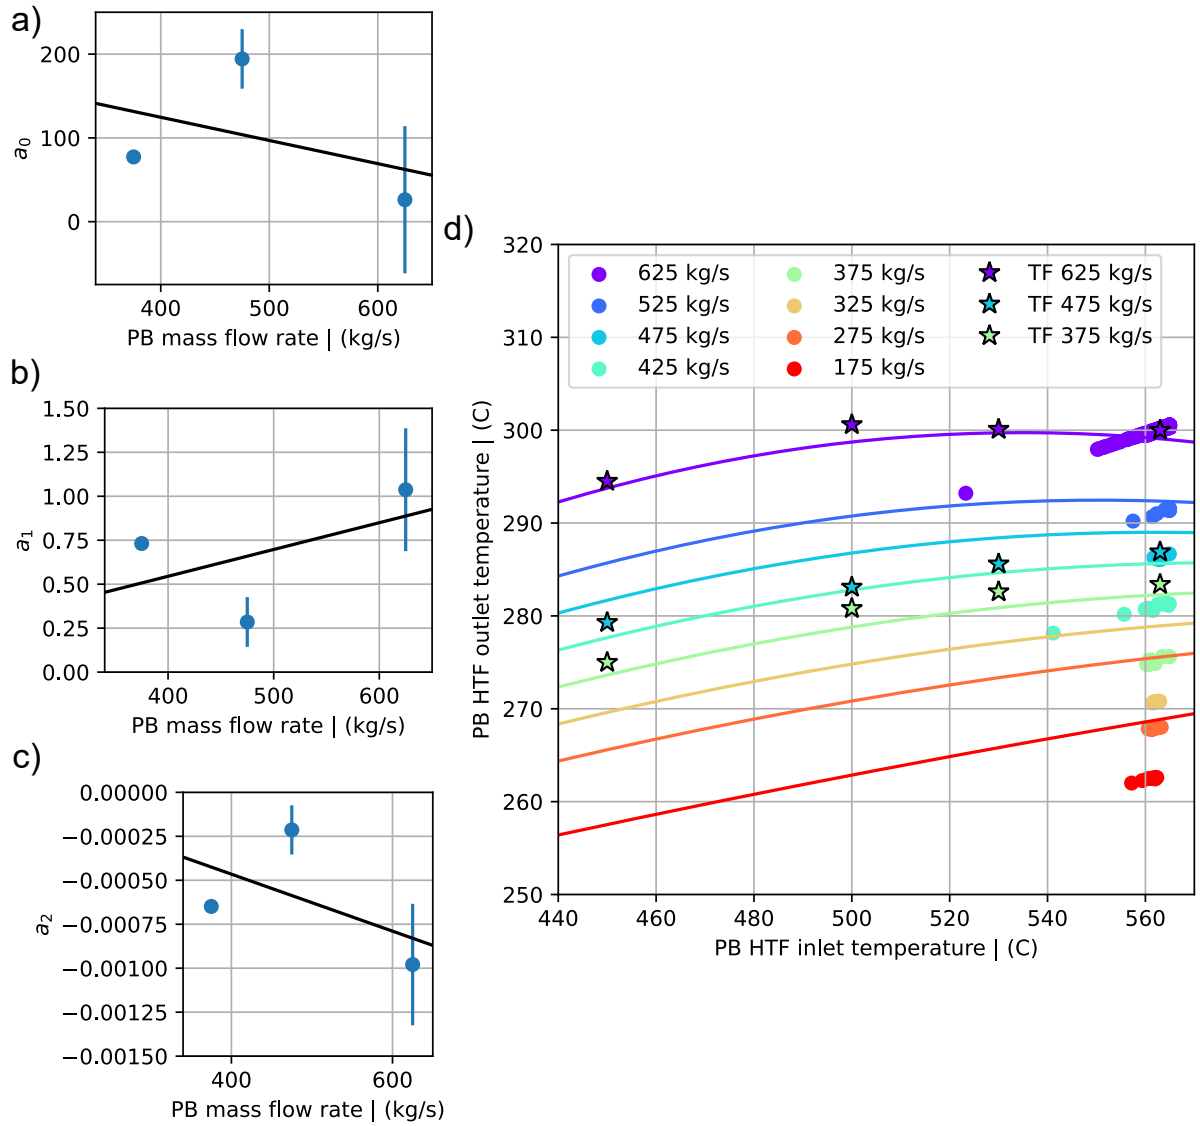 a)
200
100
0
a0
400
500
600
PB mass flow rate | (kg/s)
b)
1.50
1.25
1.00
0.75
0.50
0.25
0.00
a1
400
500
600
PB mass flow rate | (kg/s)
c)
0.00000
−0.00025
−0.00050
−0.00075
−0.00100
−0.00125
−0.00150
a2
400
600
PB mass flow rate | (kg/s)
d)
320
310
300
290
280
270
260
250
PB HTF outlet temperature | (C)
625 kg/s
525 kg/s
475 kg/s
425 kg/s
375 kg/s
325 kg/s
275 kg/s
175 kg/s
TF 625 kg/s
TF 475 kg/s
TF 375 kg/s
440
460
480
500
520
540
560
PB HTF inlet temperature | (C)